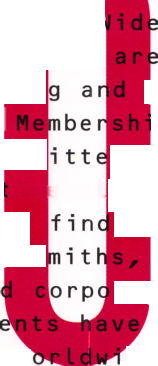 Wide
are
g and
Membershi
itte
t
find
miths,
d corpo
ents have
orldwi